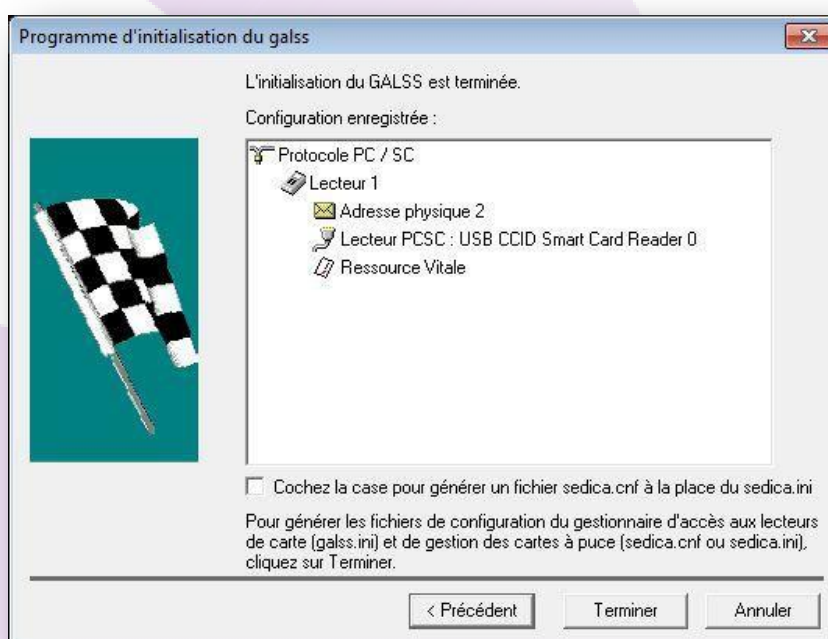 Programme d'initialisation du galss
L'initialisation du GALSS est terminée.
Configuration enregistrée :
Protocole PC / SC
Lecteur 1
Adresse physique 2
Lecteur PCSC : USB CCID Smart Card Reader 0
Ressource Vitale
Cochez la case pour générer un fichier sedica.cnf à la place du sedica.ini
Pour générer les fichiers de configuration du gestionnaire d'accès aux lecteurs
de carte (galss.ini) et de gestion des cartes à puce (sedica.cnf ou sedica.ini),
cliquez sur Terminer.
< Précédent Terminer Annuler